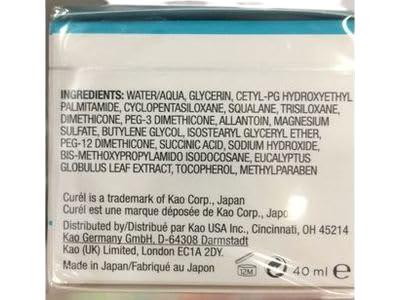 INGREDIENTS: WATER/AQUA, GLYCERIN, CETYL-PG HYDROXYETHYL
PALMITAMIDE, CYCLOPENTASILOXANE, SQUALANE, TRISILOXANE,
DIMETHICONE, PEG-3 DIMETHICONE, ALLANTOIN, MAGNESIUM
SULFATE, BUTYLENE GLYCOL, ISOSTEARYL GLYCERYL ETHER,
PEG-12 DIMETHICONE, SUCCINIC ACID, SODIUM HYDROXIDE,
BIS-METHOXYPROPYLAMIDO ISODOCOSANE, EUCALYPTUS
GLOBULUS LEAF EXTRACT, TOCOPHEROL, METHYLPARABEN
Curél is a trademark of Kao Corp., Japan
Curél est une marque déposée de Kao Corp., Japon
Distributed by/Distribué par Kao USA Inc., Cincinnati, OH 45214
Kao Germany GmbH, D-64308 Darmstadt
Kao (UK) Limited, London EC1A 2DY.
Made in Japan/Fabriqué au Japon
12M 40 ml e